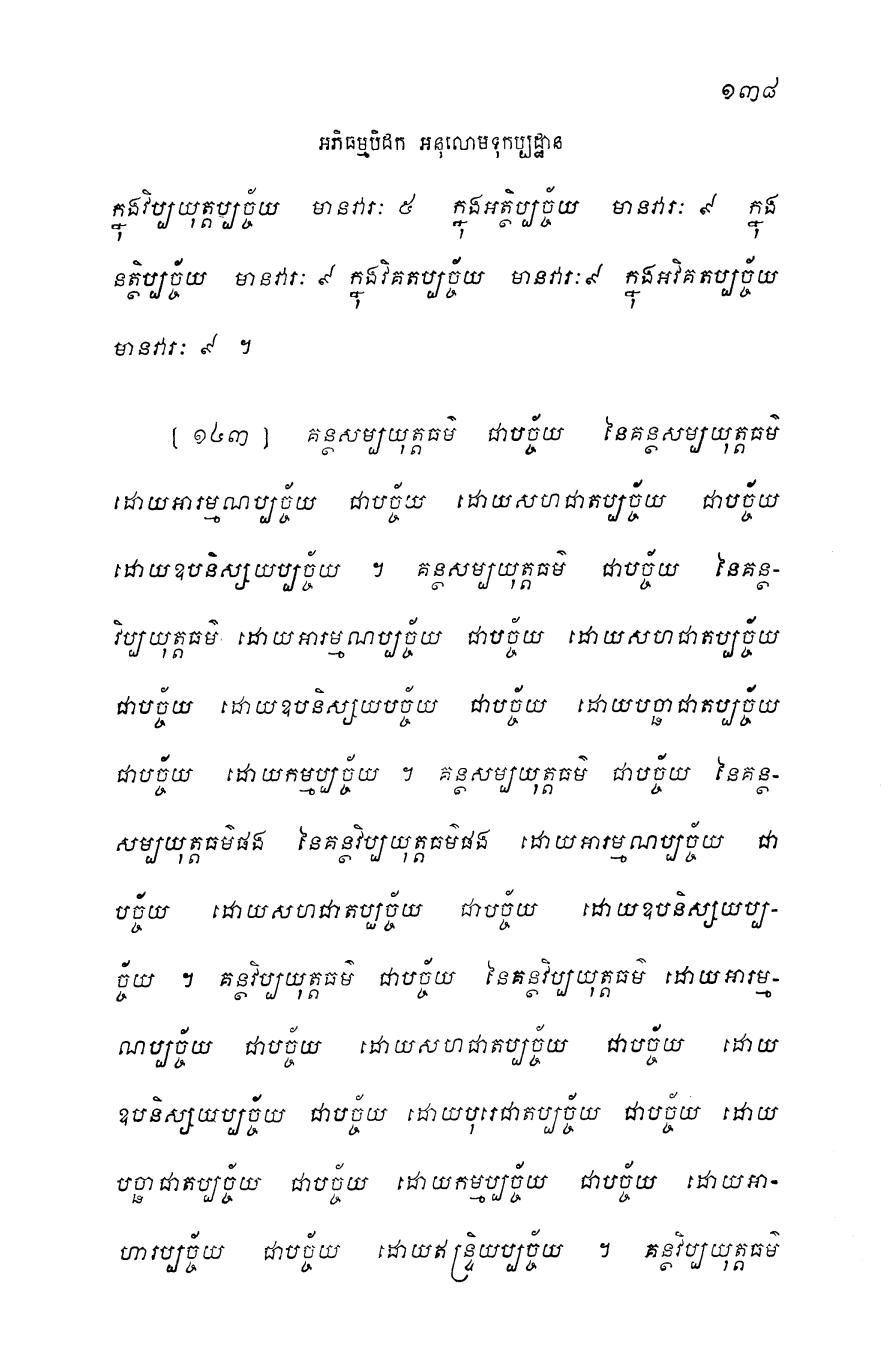 ១៣៨
អភិធម្មបិដក អនុលោមទុកប្បដ្ឋាន
ក្នុងវិប្បយុត្តប្បច្ច័យ មានវារៈ ៥ ក្នុងអត្ថិប្បច្ច័យ មានវារៈ ៩ ក្នុង
នត្ថិប្បច្ច័យ មានវារៈ ៩ ក្នុងវិគតប្បច្ច័យ មានវារៈ៩ ក្នុងអវិគតប្បច្ច័យ
មានវារៈ ៩ ។
[ ១៤៣ ] គន្ថសម្បយុត្តធម៌ ជាបច្ច័យ នៃគន្ថសម្បយុត្តធម៌
ដោយអារម្មណប្បច្ច័យ ជាបច្ច័យ ដោយសហជាតប្បច្ច័យ ជាបច្ច័យ
ដោយឧបនិស្សយប្បច្ច័យ ។ គន្ថសម្បយុត្តធម៌ ជាបច្ច័យ នៃគន្ថ-
វិប្បយុត្តធម៌ ដោយអារម្មណប្បច្ច័យ ជាបច្ច័យ ដោយសហជាតប្បច្ច័យ
ជាបច្ច័យ ដោយឧបនិស្សយបច្ច័យ ជាបច្ច័យ ដោយបច្ឆាជាតប្បច្ច័យ
ជាបច្ច័យ ដោយកម្មប្បច្ច័យ ។ គន្ថសម្បយុត្តធម៌ ជាបច្ច័យ នៃគន្ថ-
សម្បយុត្តធម៌ផង នៃគន្ថវិប្បយុត្តធម៌ផង ដោយអារម្មណប្បច្ច័យ ជា
បច្ច័យ ដោយសហជាតប្បច្ច័យ ជាបច្ច័យ ដោយឧបនិស្សយប្ប-
ច្ច័យ ។ គន្ថវិប្បយុត្តធម៌ ជាបច្ច័យ នៃគន្ថវិប្បយុត្តធម៌ ដោយអារម្ម-
ណប្បច្ច័យ ជាបច្ច័យ ដោយសហជាតប្បច្ច័យ ជាបច្ច័យ ដោយ
ឧបនិស្សយប្បច្ច័យ ជាបច្ច័យ ដោយបុរេជាតប្បច្ច័យ ជាបច្ច័យ ដោយ
បច្ឆាជាតប្បច្ច័យ ជាបច្ច័យ ដោយកម្មប្បច្ច័យ ជាបច្ច័យ ដោយអា-
ហារប្បច្ច័យ ជាបច្ច័យ ដោយឥន្ទ្រិយប្បច្ច័យ ។ គន្ថវិប្បយុត្តធម៌